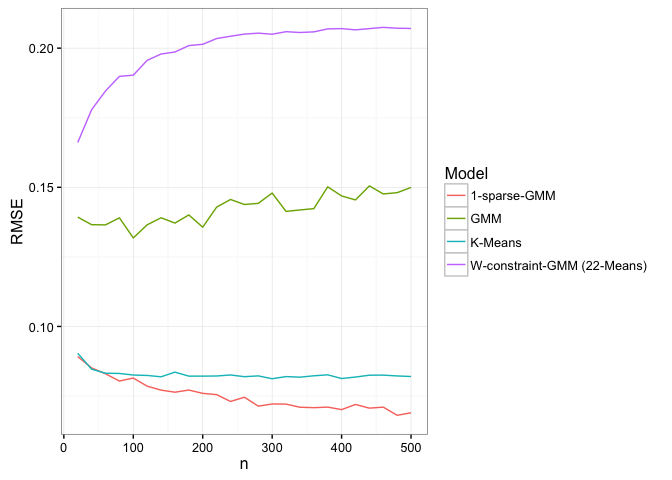 0.20
0.15
0.10
RMSE
0
100
200
300
400
500
n
Model
1-sparse-GMM
GMM
K-Means
W-constraint-GMM (22-Means)